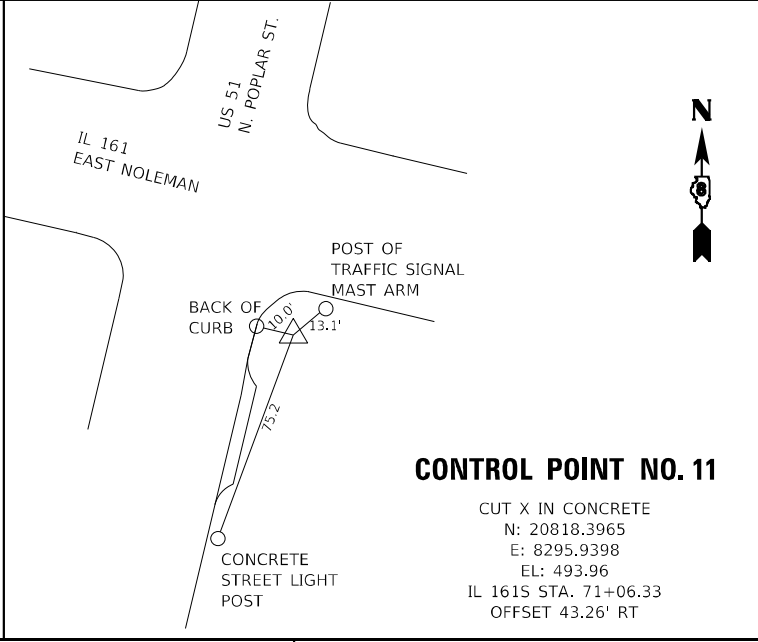 US 51
N. POPLAR ST.
IL 161
EAST NOLEMAN
N
8
POST OF
TRAFFIC SIGNAL
MAST ARM
BACK OF
CURB
10.0'
13.1'
75.2
CONTROL POINT NO. 11
CUT X IN CONCRETE
N: 20818.3965
E: 8295.9398
EL: 493.96
IL 161S STA. 71+06.33
OFFSET 43.26' RT
CONCRETE
STREET LIGHT
POST